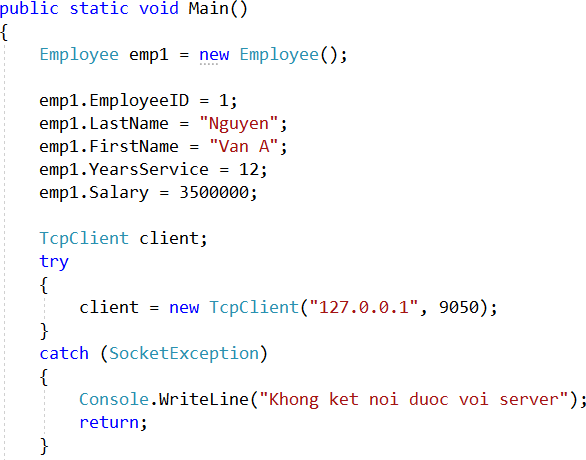 public static void Main()
{
Employee emp1 = new Employee();
emp1.EmployeeID = 1;
emp1.LastName = "Nguyen";
emp1.FirstName = "Van A";
emp1.YearsService = 12;
emp1.Salary = 3500000;
TcpClient client;
try
{
client = new TcpClient("127.0.0.1", 9050);
}
catch (SocketException)
{
Console.WriteLine("Khong ket noi duoc voi server");
return;
}